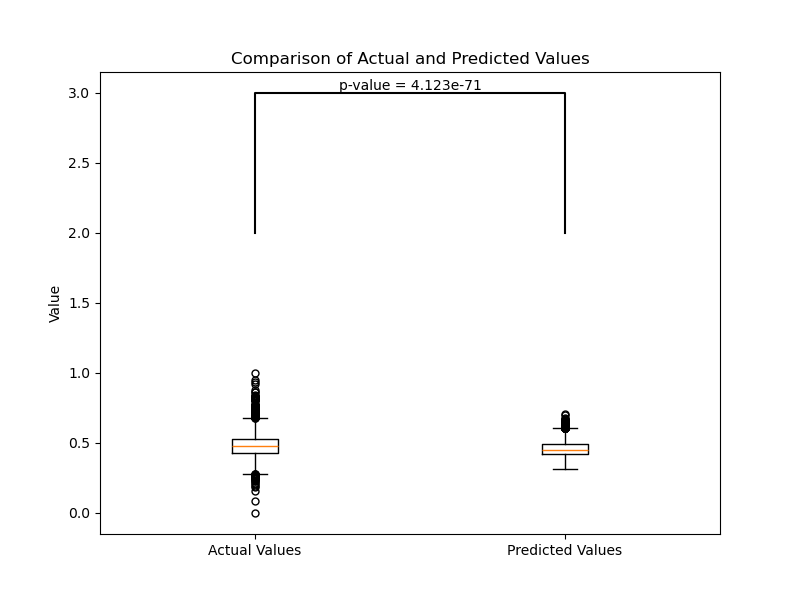 Comparison of Actual and Predicted Values
p-value = 4.123e-71
3.0
2.5
2.0
1.5
1.0
0.5
0.0
Value
Actual Values
Predicted Values